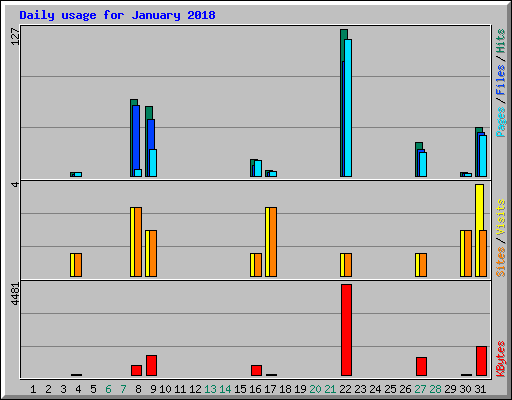 Daily usage for January 2018
127
Pages / Files / Hits
4
Sites / Visits
4481
KBytes
1 2 3 4 5 6 7 8 9 10 11 12 13 14 15 16 17 18 19 20 21 22 23 24 25 26 27 28 29 30 31